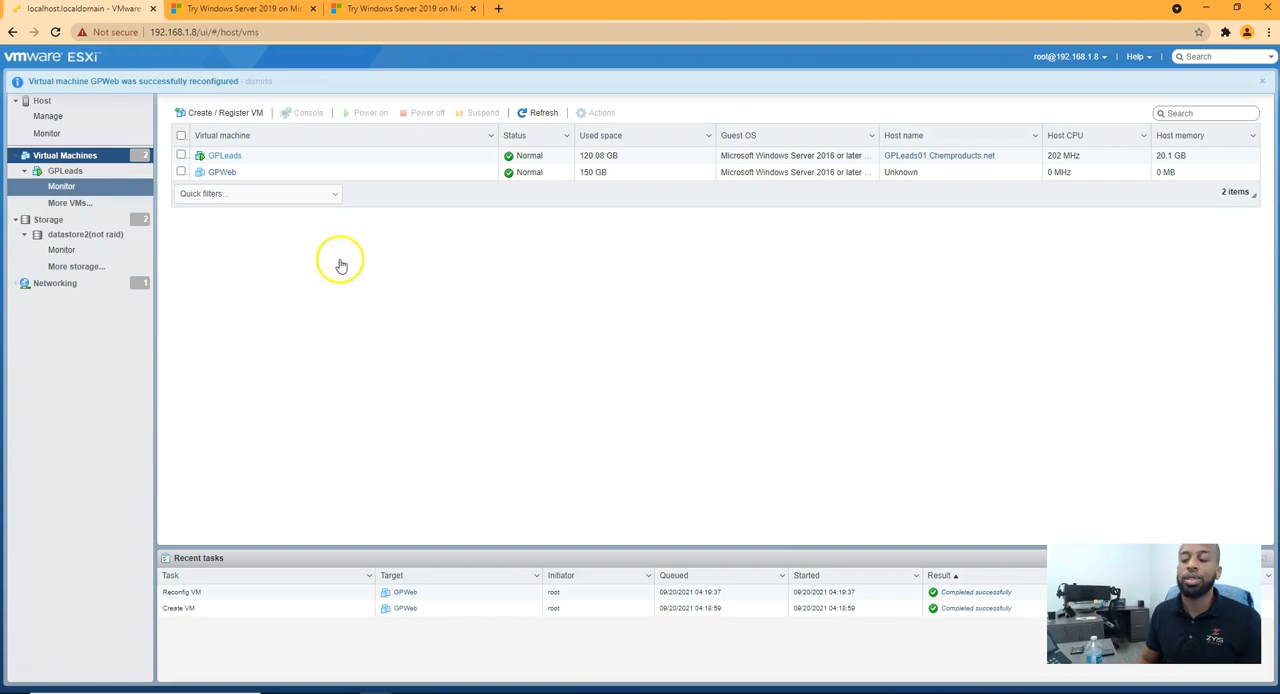 localhost.localdomain - VMware
Try Windows Server 2019 on Mic
Try Windows Server 2019 on Mic
Not secure 192.168.1.8/ui/#/host/vms
vmware ESXi
root@192.168.1.8 Help Search
Virtual machine GPWeb was successfully reconfigured - dismiss
Host
Manage
Monitor
Virtual Machines 2
GPLeads
Monitor
More VMs...
Storage 2
datastore2(not raid)
Monitor
More storage...
Networking 1
Create / Register VM Console Power on Power off Suspend Refresh Actions Search
Virtual machine Status Used space Guest OS Host name Host CPU Host memory
GPLeads Normal 120.08 GB Microsoft Windows Server 2016 or later ... GPLeads01.Chemproducts.net 202 MHz 20.1 GB
GPWeb Normal 150 GB Microsoft Windows Server 2016 or later ... Unknown 0 MHz 0 MB
Quick filters... 2 items
Recent tasks
Task Target Initiator Queued Started Result
Reconfig VM GPWeb root 09/20/2021 04:19:37 09/20/2021 04:19:37 Completed successfully
Create VM GPWeb root 09/20/2021 04:18:59 09/20/2021 04:18:59 Completed successfully
ZYIS